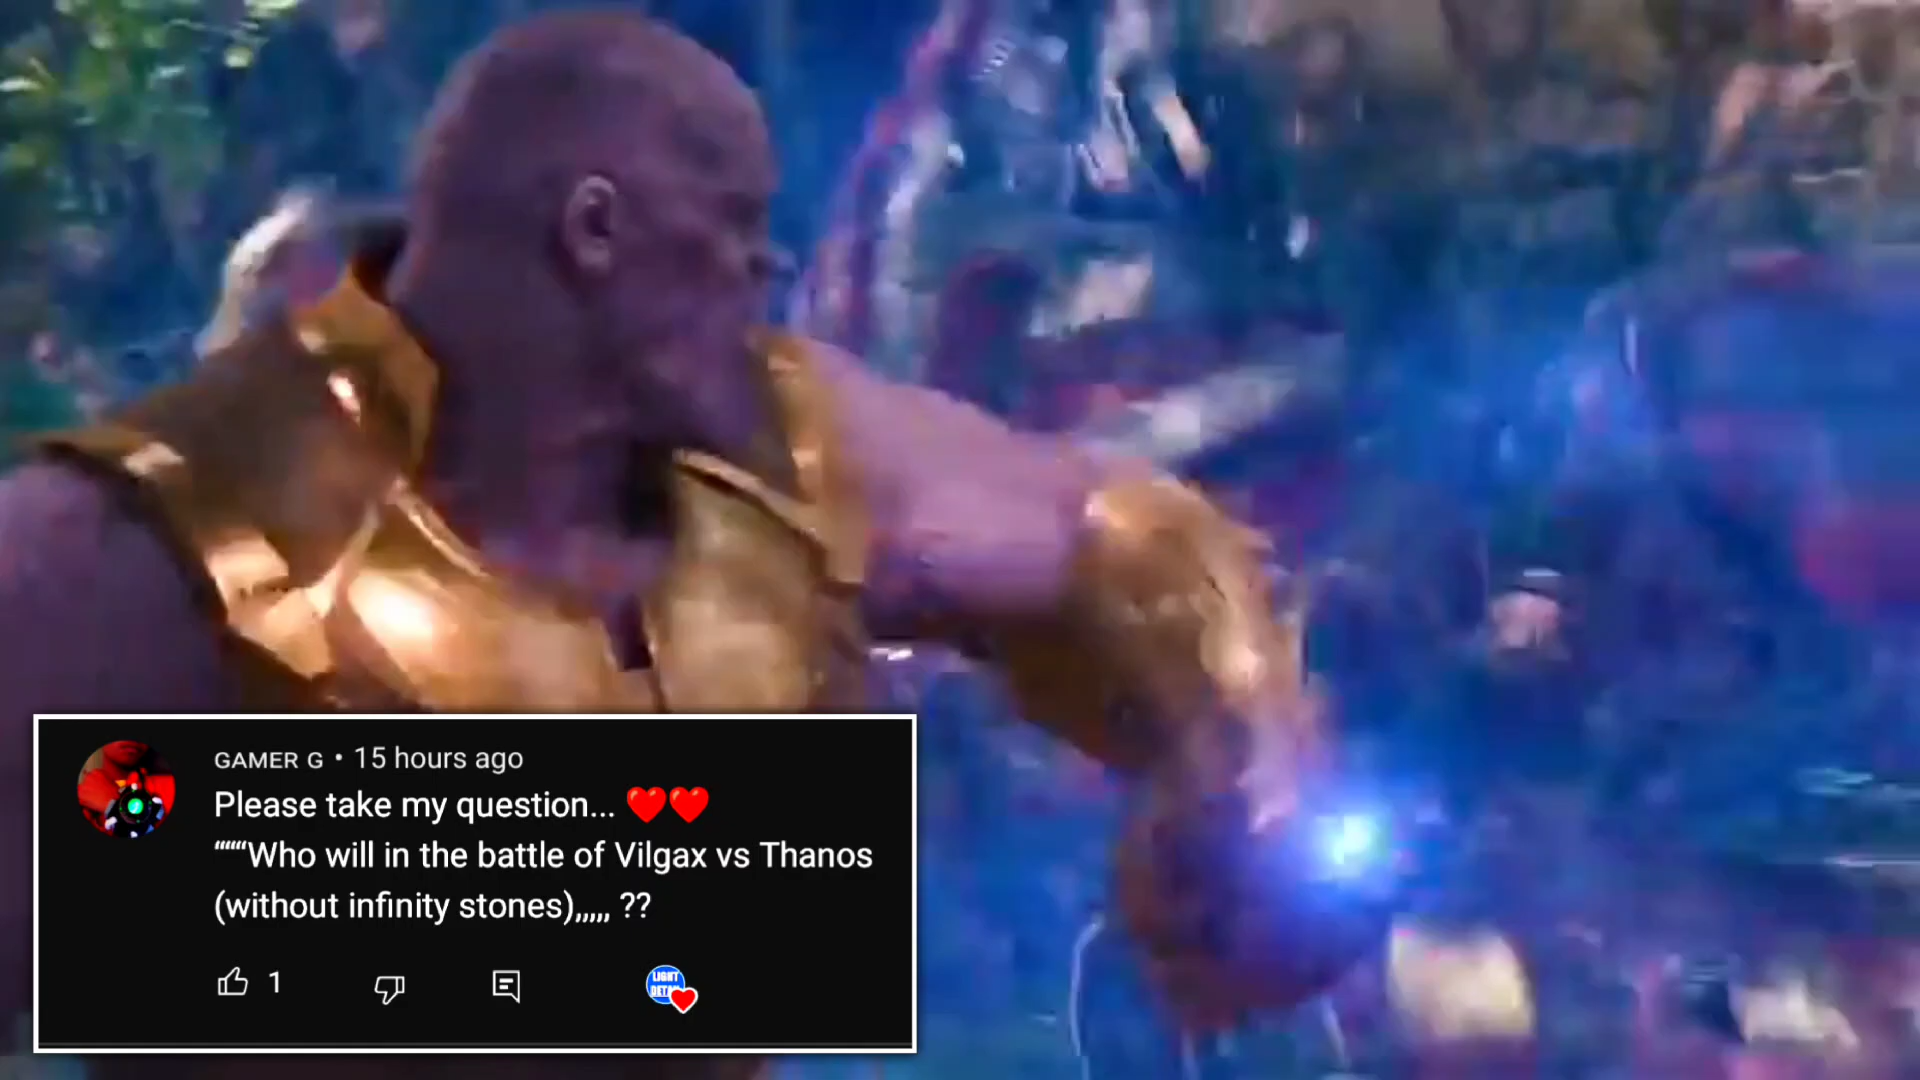 GAMER G • 15 hours ago
Please take my question... ❤️❤️
"""Who will in the battle of Vilgax vs Thanos
(without infinity stones),,,,, ??
1
LIGHT